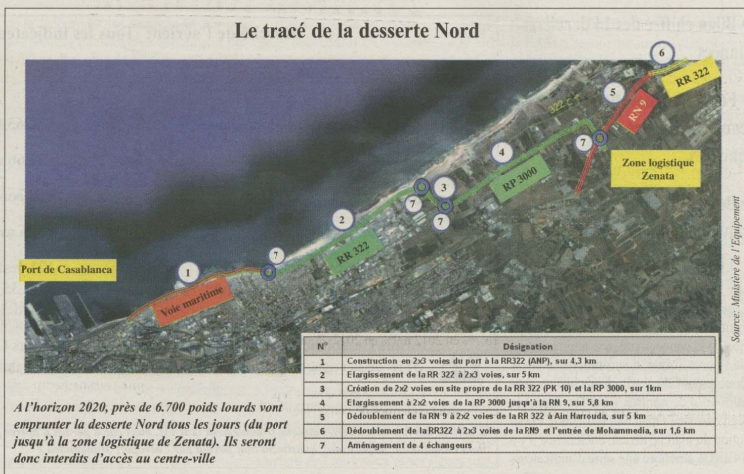 Le tracé de la desserte Nord
6
RR 322
5
RN 9
322
7
4
Zone logistique
Zenata
RP 3000
3
7
7
2
RR 322
7
1
Port de Casablanca
Voie maritime
Source: Ministère de l'Equipement
N° Désignation
1 Construction en 2x3 voies du port à la RR322 (ANP), sur 4,3 km
2 Elargissement de la RR 322 à 2x3 voies, sur 5 km
3 Création de 2x2 voies en site propre de la RR 322 (PK 10) et la RP 3000, sur 1km
4 Elargissement à 2x2 voies de la RP 3000 jusqu'à la RN 9, sur 5,8 km
5 Dédoublement de la RN 9 à 2x2 voies de la RR 322 à Ain Harrouda, sur 5 km
6 Dédoublement de la RR322 à 2x3 voies de la RN9 et l'entrée de Mohammedia, sur 1,6 km
7 Aménagement de 4 échangeurs
A l'horizon 2020, près de 6.700 poids lourds vont
emprunter la desserte Nord tous les jours (du port
jusqu'à la zone logistique de Zenata). Ils seront
donc interdits d'accès au centre-ville